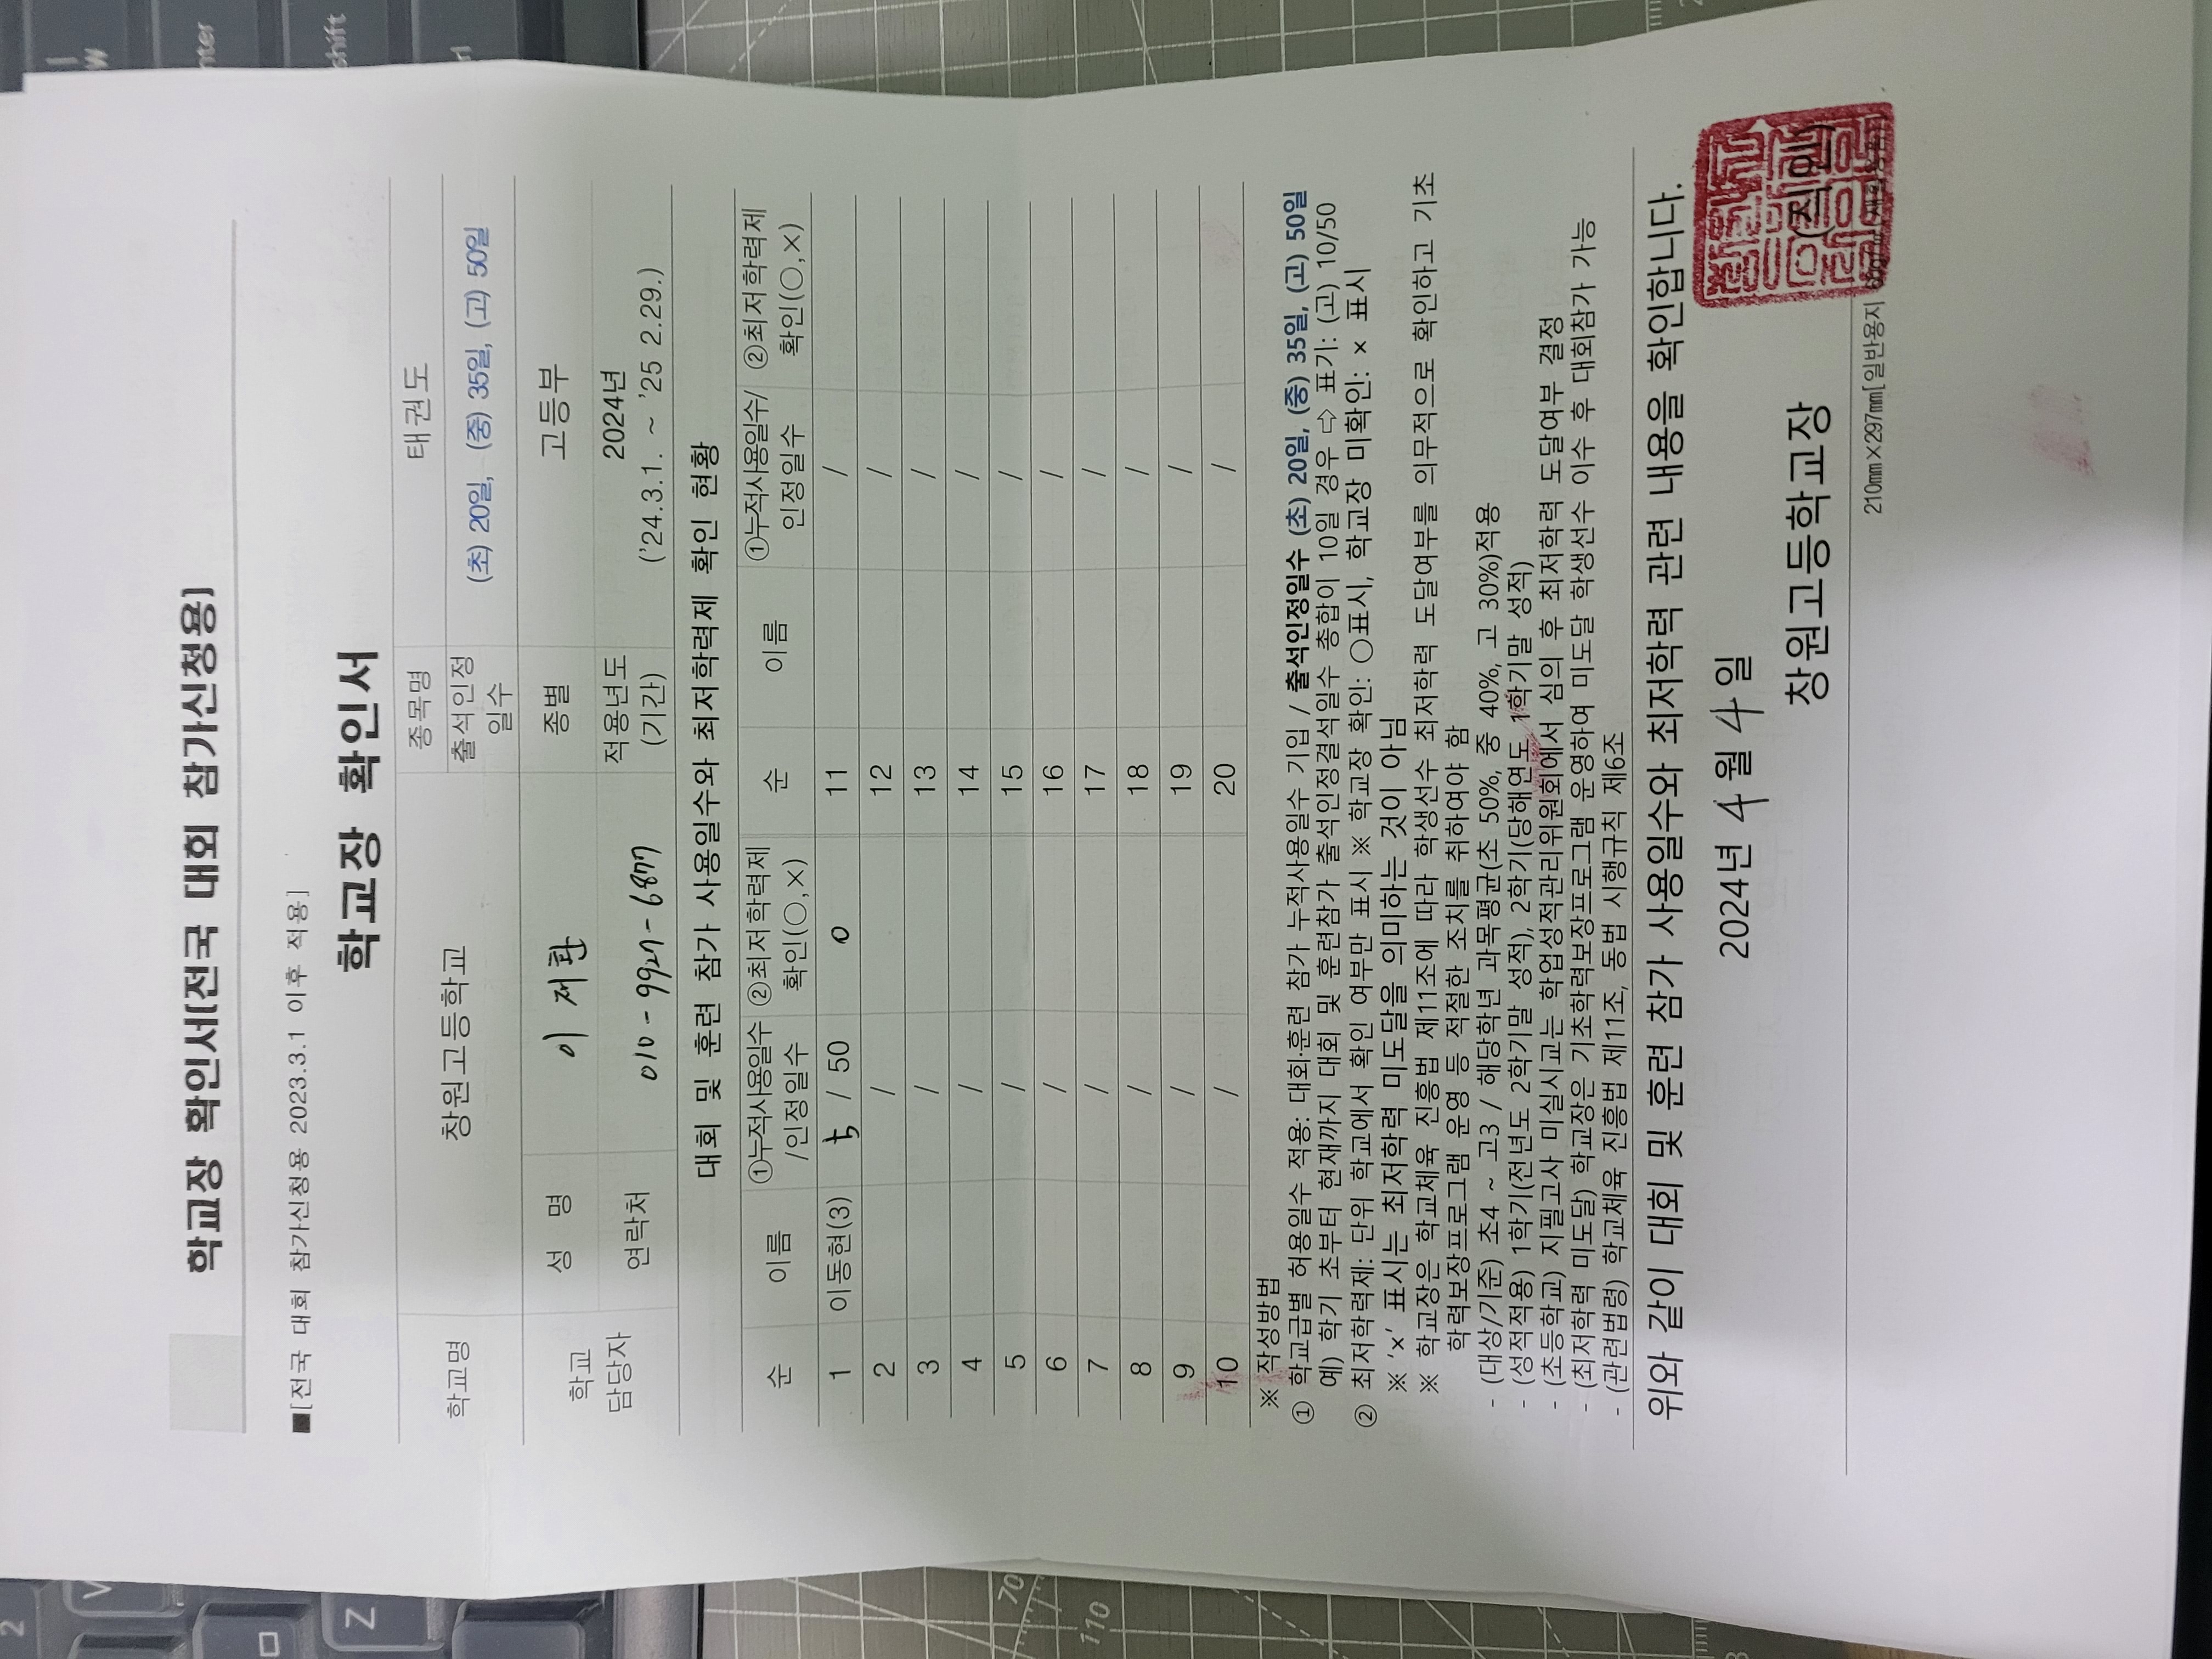 학교장 확인서(전국 대회 참가신청용)
■[전국 대회 참가신청용 2023.3.1 이후 적용]
학교장 확인서
학교명 창원고등학교 종목명 태권도
출석인정일수 (초) 20일, (중) 35일, (고) 50일
학교 담당자 성 명 이 저환 종별 고등부
연락처 010-9927-6877 적용년도 (기간) 2024년 ('24.3.1. ~ '25 2.29.)
대회 및 훈련 참가 사용일수와 최저학력제 확인 현황
순 이름 ①누적사용일수/인정일수 ②최저학력제 확인(○,×) 순 이름 ①누적사용일수/인정일수 ②최저학력제 확인(○,×)
1 이동현(3) 5 / 50 o 11 /
2 / 12 /
3 / 13 /
4 / 14 /
5 / 15 /
6 / 16 /
7 / 17 /
8 / 18 /
9 / 19 /
10 / 20 /
※ 작성방법
① 학교급별 허용일수 적용: 대회·훈련 참가 누적사용일수 기입 / 출석인정일수 (초) 20일, (중) 35일, (고) 50일
예) 학기 초부터 현재까지 대회 및 훈련참가 출석인정결석일수 총합이 10일 경우 ⇨ 표기: (고) 10/50
② 최저학력제: 단위 학교에서 확인 여부만 표시 ※ 학교장 확인: ○표시, 학교장 미확인: × 표시
※ '×' 표시는 최저학력 미도달을 의미하는 것이 아님
※ 학교장은 학교체육 진흥법 제11조에 따라 학생선수 최저학력 도달여부를 의무적으로 확인하고 기초
학력보장프로그램 운영 등 적절한 조치를 취하여야 함
- (대상/기준) 초4 ~ 고3 / 해당학년 과목평균(초 50%, 중 40%, 고 30%)적용
- (성적적용) 1학기(전년도 2학기말 성적), 2학기(당해연도 1학기말 성적)
- (초등학교) 지필고사 미실시교는 학업성적관리위원회에서 심의 후 최저학력 도달여부 결정
- (최저학력 미도달) 학교장은 기초학력보장프로그램 운영하여 미도달 학생선수 이수 후 대회참가 가능
- (관련법령) 학교체육 진흥법 제11조, 동법 시행규칙 제6조
위와 같이 대회 및 훈련 참가 사용일수와 최저학력 관련 내용을 확인합니다.
2024년 4월 4일
창원고등학교장 (직인)
210㎜×297㎜[일반용지